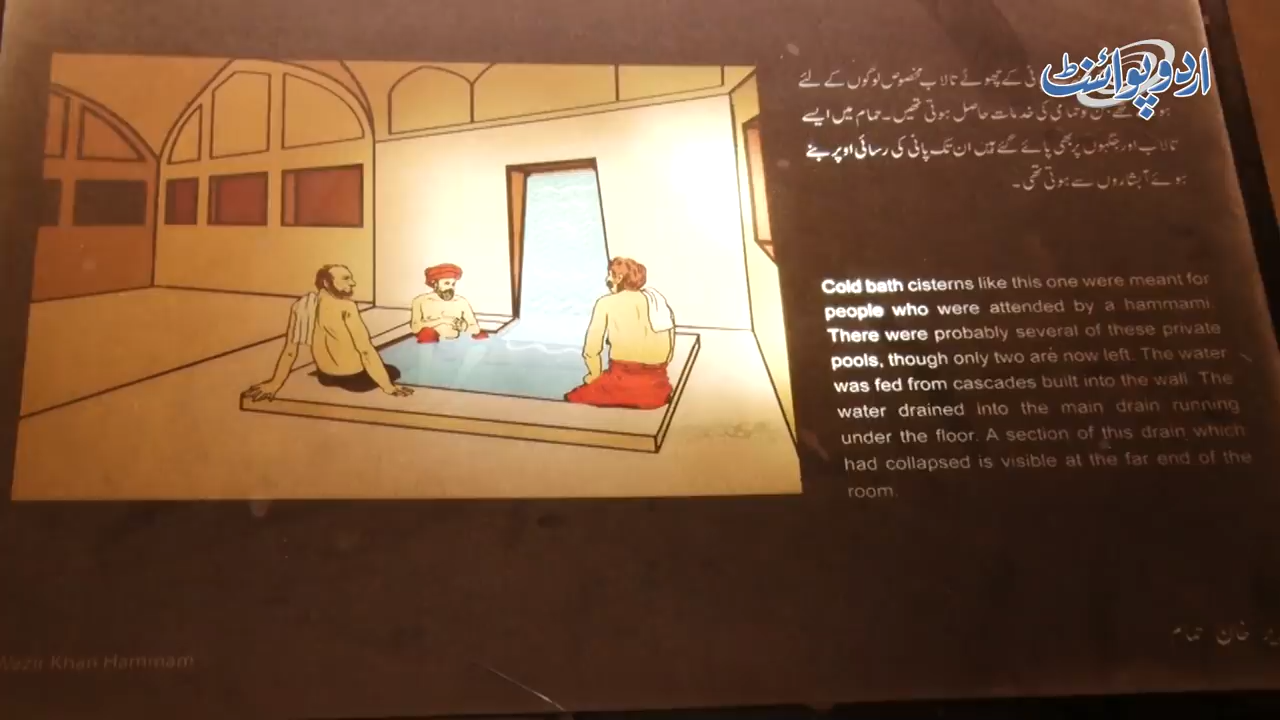 اردو پوائنٹ
کے چھوٹے تالاب مخصوص لوگوں کے لئے
حمامی کی خدمات حاصل ہوتی تھیں۔ حمام میں ایسے
تالاب اور جگہوں پر بھی پائے گئے ہیں ان تک پانی کی رسائی اوپر بنے
ہوئے آبشاروں سے ہوتی تھی۔
Cold bath cisterns like this one were meant for
people who were attended by a hammami.
There were probably several of these private
pools, though only two are now left. The water
was fed from cascades built into the wall. The
water drained into the main drain running
under the floor. A section of this drain which
had collapsed is visible at the far end of the
room.
Wazir Khan Hammam
خان حمام